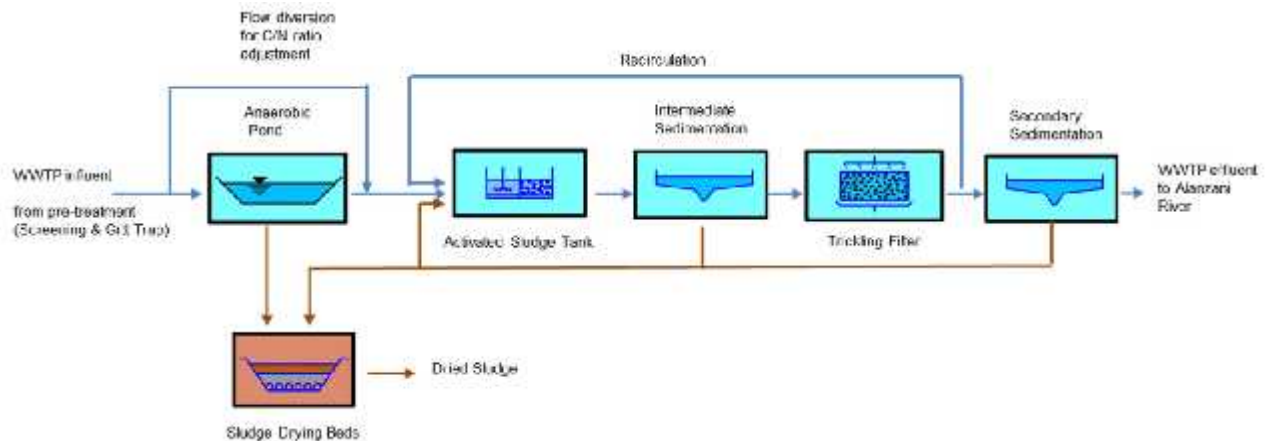 Flow diversion
for C/N ratio
adjustment
Recirculation
Anaerobic
Pond
Intermediate
Sedimentation
Secondary
Sedimentation
WWTP influent
from pre-treatment
(Screening & Grit Trap)
WWTP effluent
to Alanzani
River
Activated Sludge Tank
Trickling Filter
Dried Sludge
Sludge Drying Beds